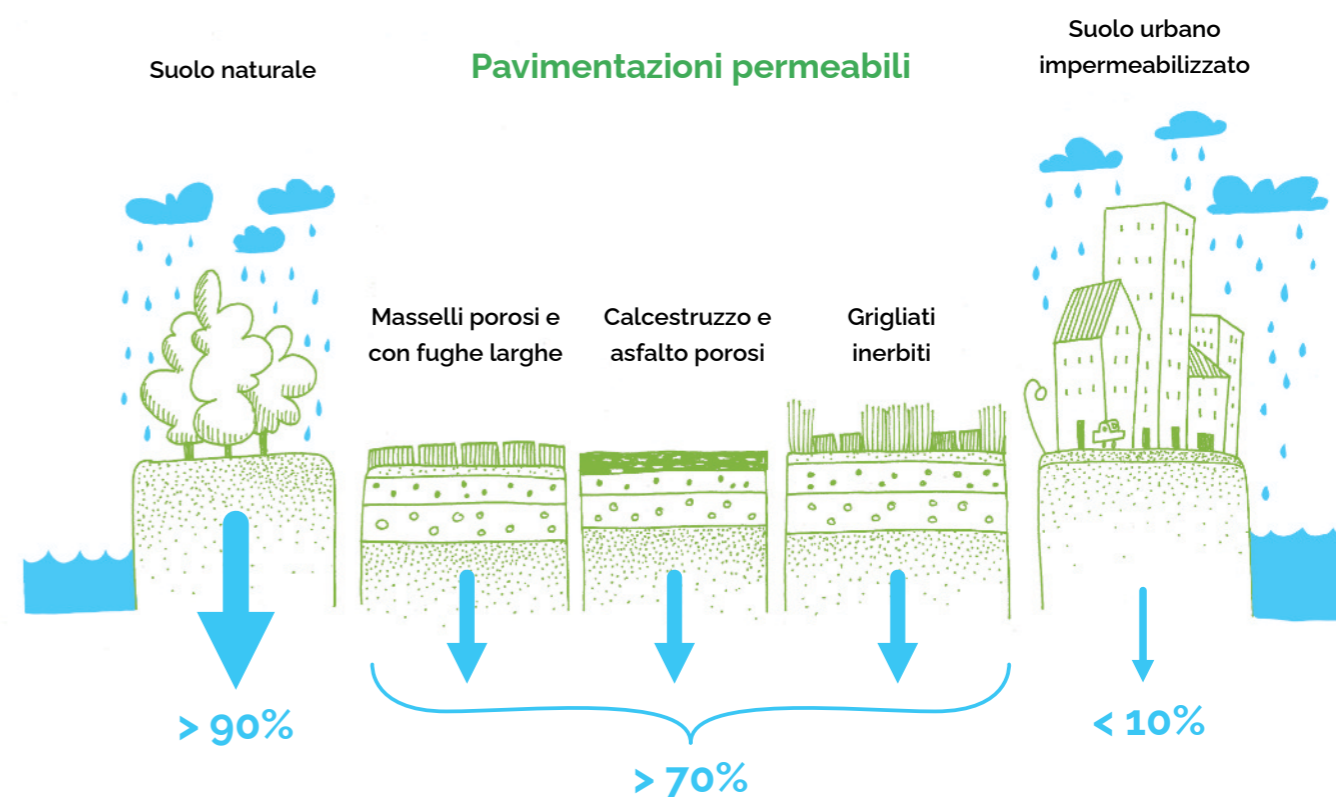 Suolo naturale
Pavimentazioni permeabili
Suolo urbano
impermeabilizzato
Masselli porosi e
con fughe larghe
Calcestruzzo e
asfalto porosi
Grigliati
inerbiti
> 90%
> 70%
< 10%